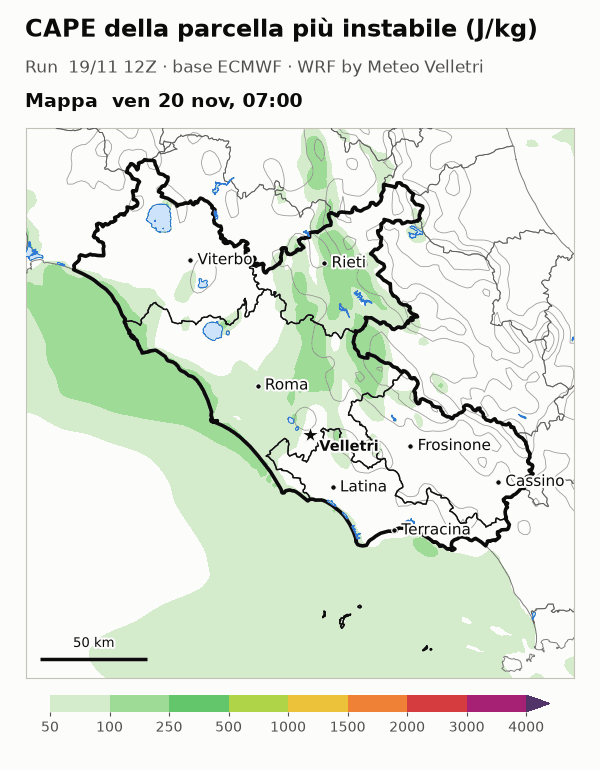 CAPE della parcella più instabile (J/kg)
Run 19/11 12Z · base ECMWF · WRF by Meteo Velletri
Mappa ven 20 nov, 07:00
Viterbo
Rieti
Roma
Velletri
Frosinone
Cassino
Latina
Terracina
50 km
50 100 250 500 1000 1500 2000 3000 4000